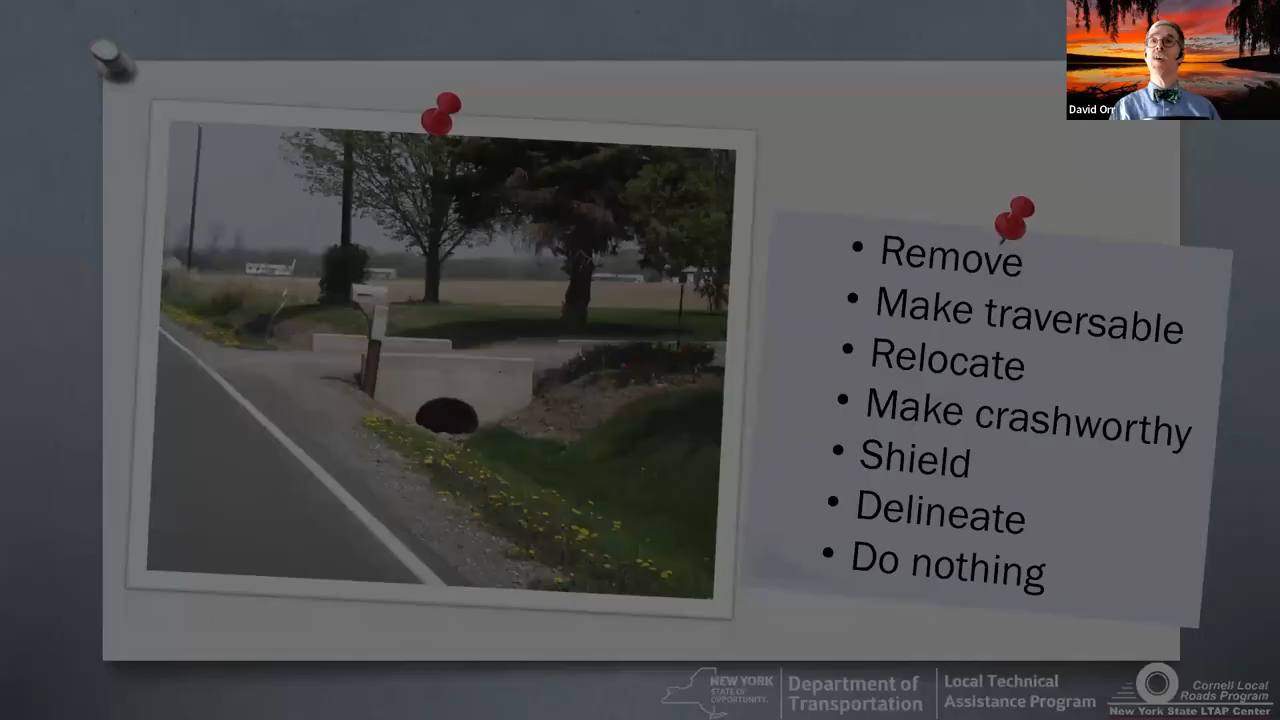 David Orr
• Remove
• Make traversable
• Relocate
• Make crashworthy
• Shield
• Delineate
• Do nothing
NEW YORK
STATE OF
OPPORTUNITY.
Department of
Transportation
Local Technical
Assistance Program
Cornell Local
Roads Program
New York State LTAP Center